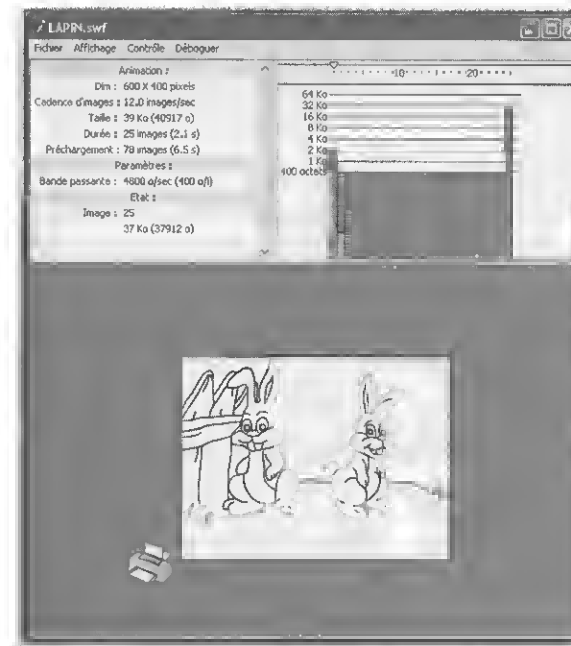 LAPIN.swf
Fichier Affichage Contrôle Déboguer
Animation :
Dim : 600 X 400 pixels
Cadence d'images : 12.0 images/sec
Taille : 39 Ko (40917 o)
Durée : 25 images (2.1 s)
Préchargement : 78 images (6.5 s)
Paramètres :
Bande passante : 4800 o/sec (400 o/i)
Etat :
Image : 25
37 Ko (37912 o)
10 20
64 Ko
32 Ko
16 Ko
8 Ko
4 Ko
2 Ko
1 Ko
400 octets